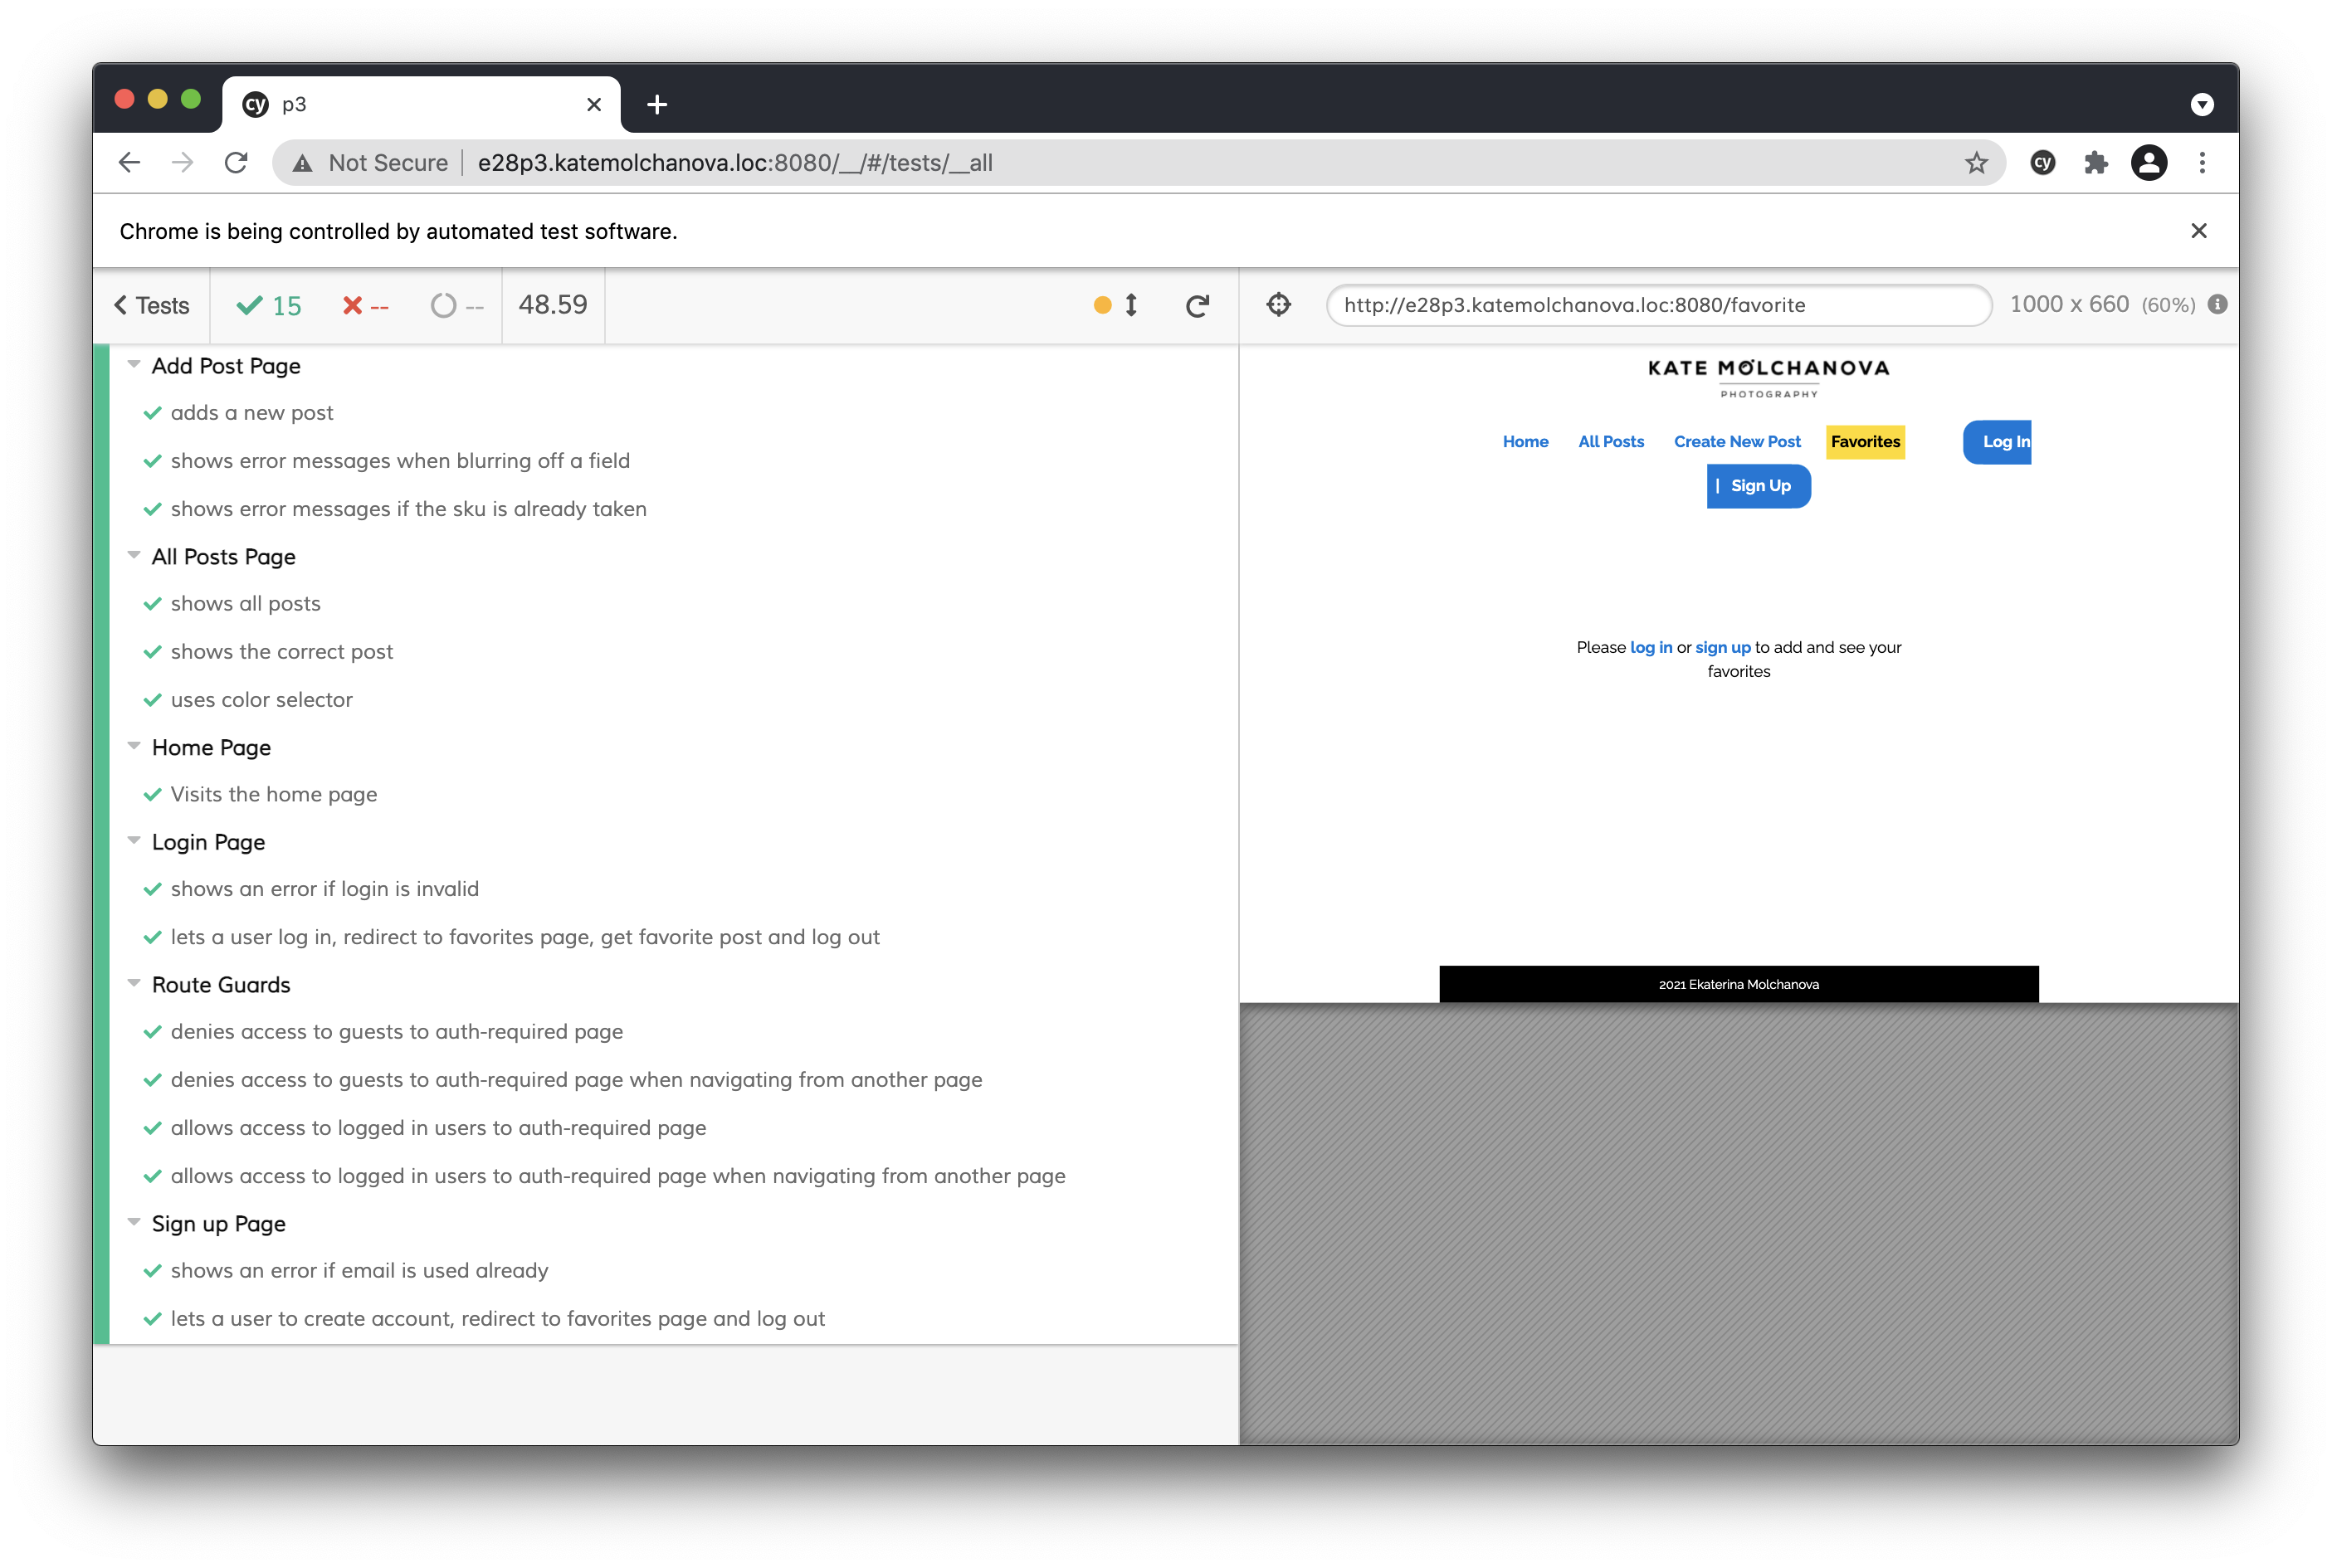 cy p3
Not Secure e28p3.katemolchanova.loc:8080/__/#/tests/__all cy
Chrome is being controlled by automated test software.
Tests 15 -- -- 48.59
http://e28p3.katemolchanova.loc:8080/favorite 1000 x 660 (60%)
Add Post Page
adds a new post
shows error messages when blurring off a field
shows error messages if the sku is already taken
All Posts Page
shows all posts
shows the correct post
uses color selector
Home Page
Visits the home page
Login Page
shows an error if login is invalid
lets a user log in, redirect to favorites page, get favorite post and log out
Route Guards
denies access to guests to auth-required page
denies access to guests to auth-required page when navigating from another page
allows access to logged in users to auth-required page
allows access to logged in users to auth-required page when navigating from another page
Sign up Page
shows an error if email is used already
lets a user to create account, redirect to favorites page and log out
KATE MOLCHANOVA
PHOTOGRAPHY
Home All Posts Create New Post Favorites Log In
| Sign Up
Please log in or sign up to add and see your
favorites
2021 Ekaterina Molchanova